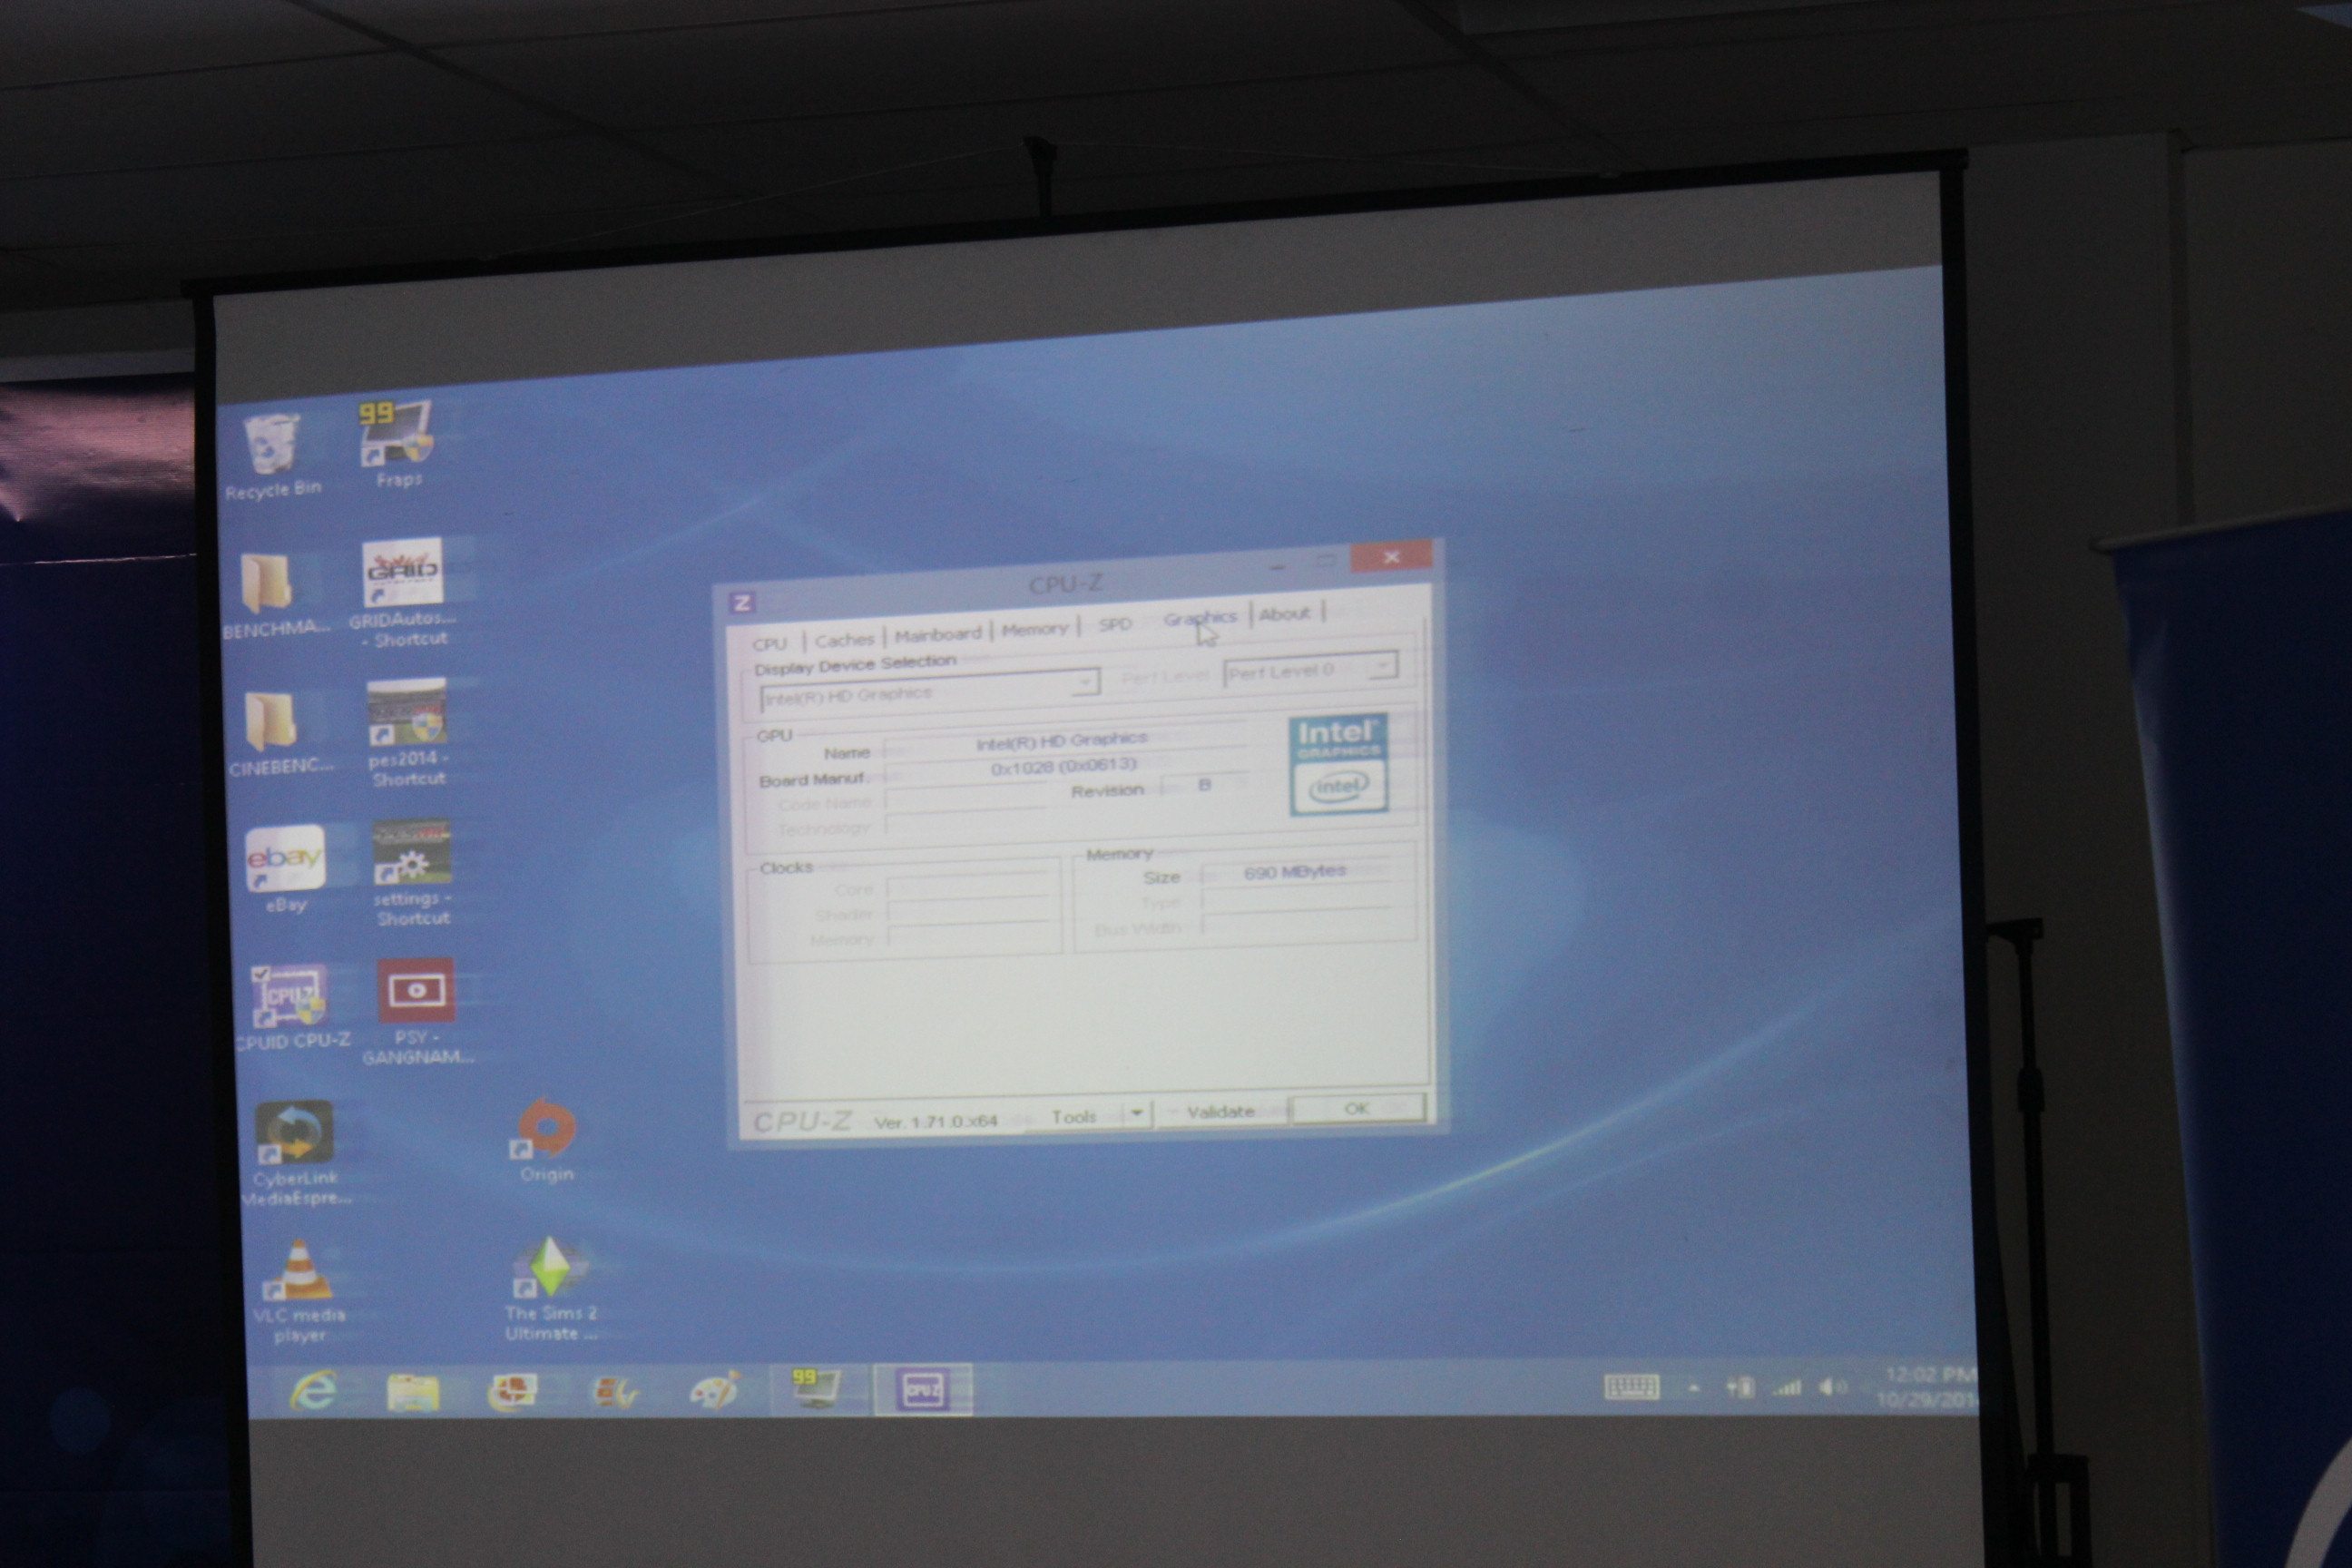 99
Recycle Bin
Fraps
GRID
BENCHMA...
GRIDAutos...
- Shortcut
CINEBENC...
pes2014 -
Shortcut
ebay
eBay
settings -
Shortcut
CPU-Z
CPUID CPU-Z
PSY -
GANGNAM...
CyberLink
MediaEspre...
Origin
VLC media
player
The Sims 2
Ultimate ...
Z
CPU-Z
CPU Caches Mainboard Memory SPD Graphics About
Display Device Selection
Intel(R) HD Graphics
Perf Level
Perf Level 0
GPU
Name Intel(R) HD Graphics
Board Manuf. 0x1028 (0x0613)
Code Name
Revision B
Technology
Intel®
GRAPHICS
intel
Clocks
Core
Shader
Memory
Memory
Size 690 MBytes
Type
Bus Width
CPU-Z Ver. 1.71.0.x64 Tools Validate OK
99
CPU Z
12:02 PM
10/29/201